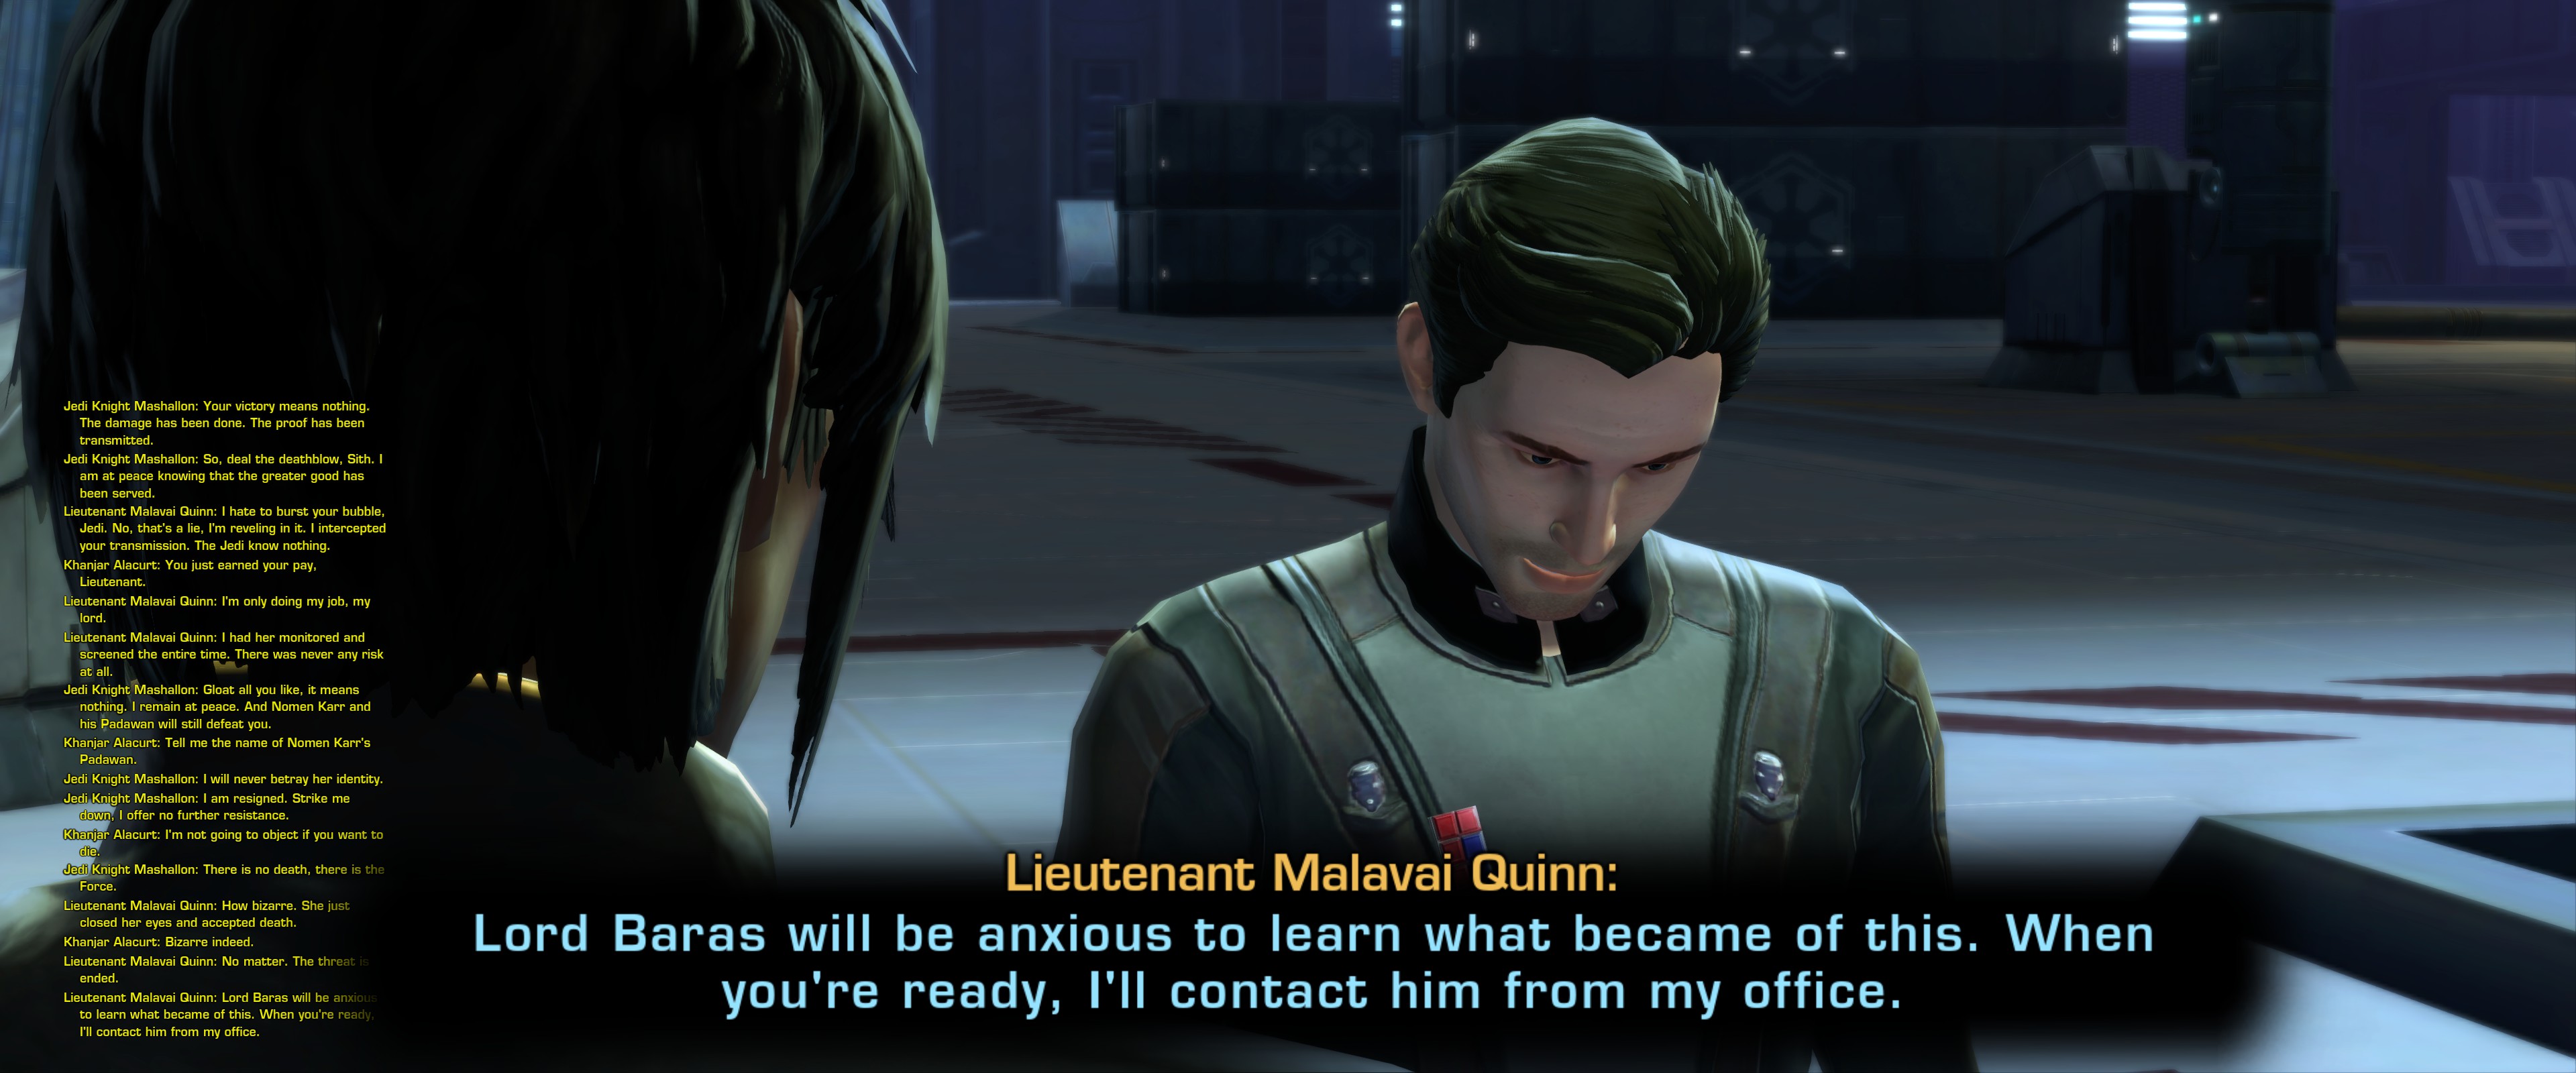 Jedi Knight Mashallon: Your victory means nothing.
The damage has been done. The proof has been
transmitted.
Jedi Knight Mashallon: So, deal the deathblow, Sith. I
am at peace knowing that the greater good has
been served.
Lieutenant Malavai Quinn: I hate to burst your bubble,
Jedi. No, that's a lie, I'm reveling in it. I intercepted
your transmission. The Jedi know nothing.
Khanjar Alacurt: You just earned your pay,
Lieutenant.
Lieutenant Malavai Quinn: I'm only doing my job, my
lord.
Lieutenant Malavai Quinn: I had her monitored and
screened the entire time. There was never any risk
at all.
Jedi Knight Mashallon: Gloat all you like, it means
nothing. I remain at peace. And Nomen Karr and
his Padawan will still defeat you.
Khanjar Alacurt: Tell me the name of Nomen Karr's
Padawan.
Jedi Knight Mashallon: I will never betray her identity.
Jedi Knight Mashallon: I am resigned. Strike me
down, I offer no further resistance.
Khanjar Alacurt: I'm not going to object if you want to
die.
Jedi Knight Mashallon: There is no death, there is the
Force.
Lieutenant Malavai Quinn: How bizarre. She just
closed her eyes and accepted death.
Khanjar Alacurt: Bizarre indeed.
Lieutenant Malavai Quinn: No matter. The threat is
ended.
Lieutenant Malavai Quinn: Lord Baras will be anxious
to learn what became of this. When you're ready,
I'll contact him from my office.
Lieutenant Malavai Quinn:
Lord Baras will be anxious to learn what became of this. When
you're ready, I'll contact him from my office.